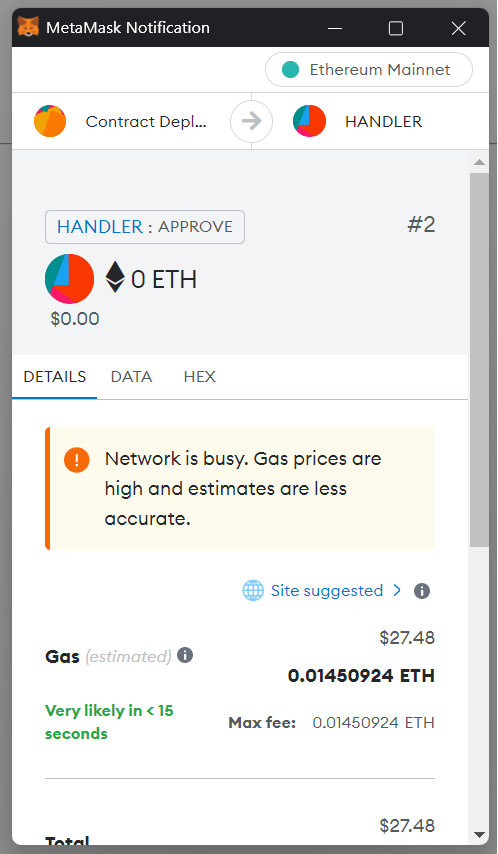 MetaMask Notification
Ethereum Mainnet
Contract Depl... HANDLER
HANDLER : APPROVE #2
0 ETH
$0.00
DETAILS DATA HEX
Network is busy. Gas prices are
high and estimates are less
accurate.
Site suggested >
$27.48
Gas (estimated)
0.01450924 ETH
Very likely in < 15
seconds
Max fee: 0.01450924 ETH
$27.48
Total